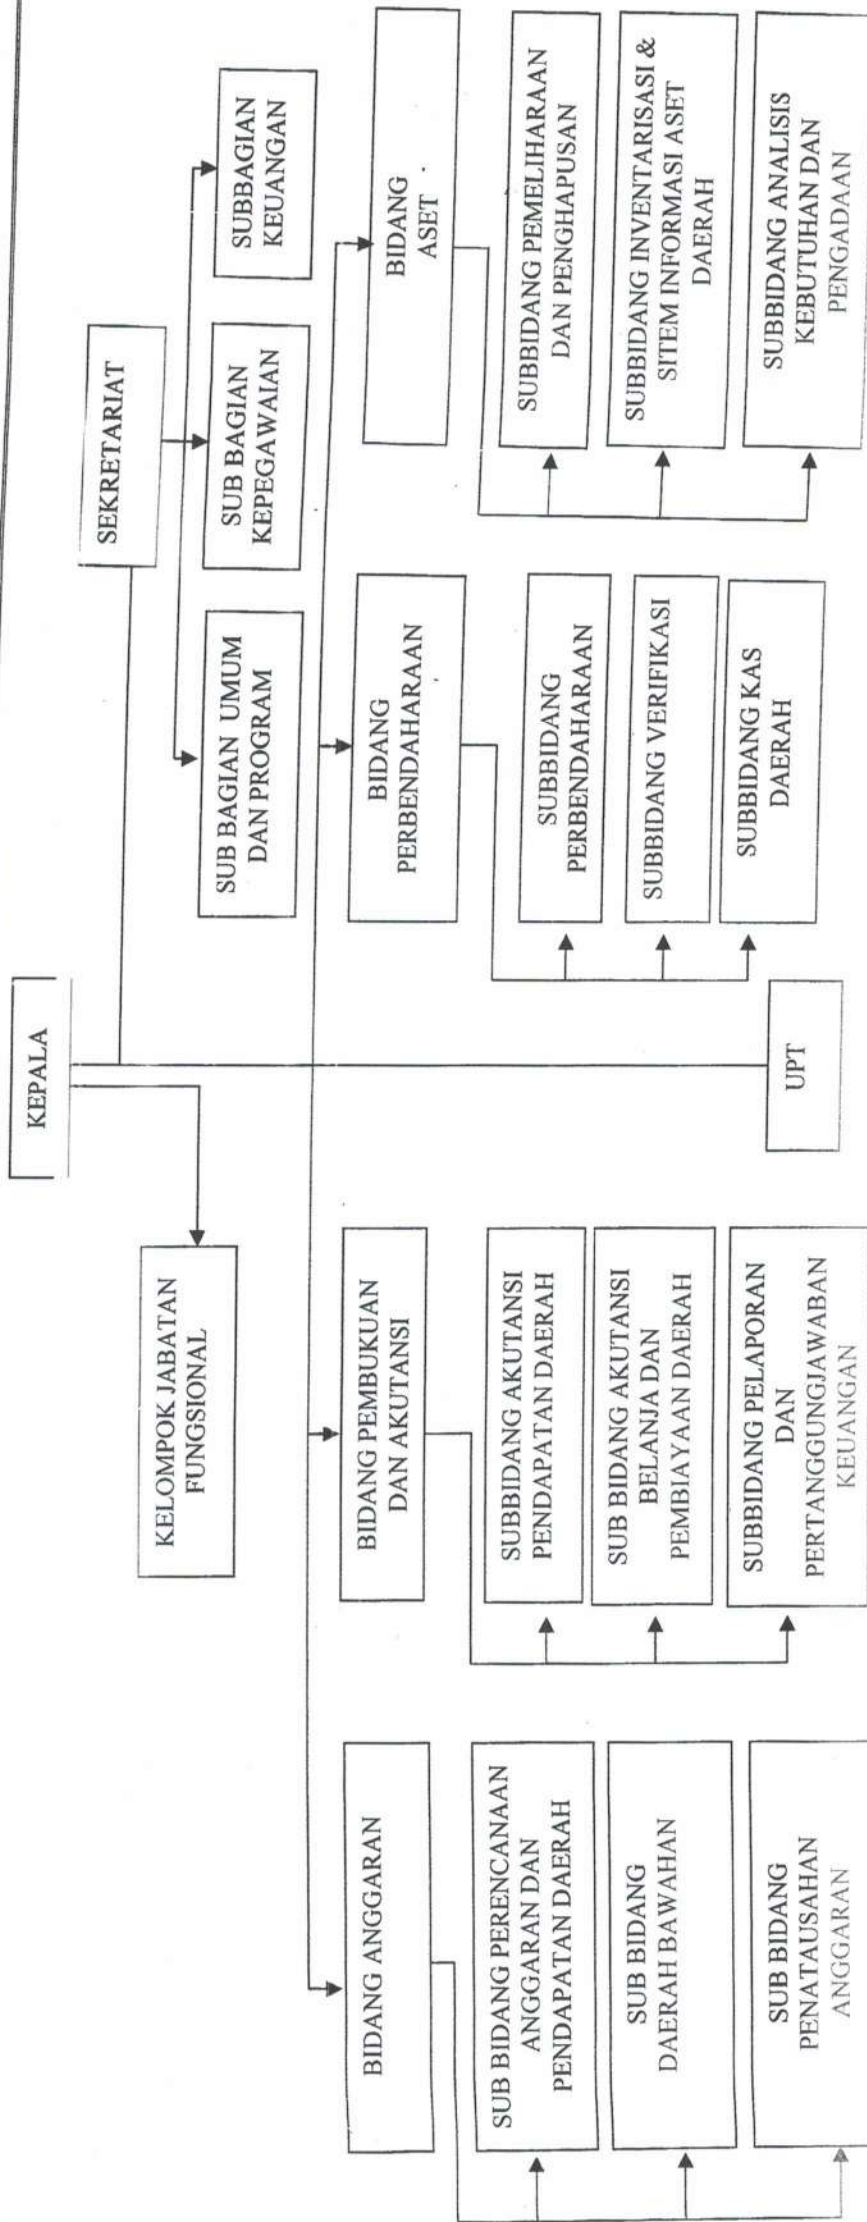 KEPALA
SEKRETARIAT
KELOMPOK JABATAN
FUNGSIONAL
SUB BAGIAN UMUM
DAN PROGRAM
SUB BAGIAN
KEPEGAWAIAN
SUBBAGIAN
KEUANGAN
BIDANG ANGGARAN
BIDANG PEMBUKUAN
DAN AKUTANSI
BIDANG
PERBENDAHARAAN
BIDANG
ASET
SUB BIDANG PERENCANAAN
ANGGARAN DAN
PENDAPATAN DAERAH
SUB BIDANG
DAERAH BAWAHAN
SUB BIDANG
PENATAUSAHAN
ANGGARAN
SUBBIDANG AKUTANSI
PENDAPATAN DAERAH
SUB BIDANG AKUTANSI
BELANJA DAN
PEMBIAYAAN DAERAH
SUBBIDANG PELAPORAN
DAN
PERTANGGUNGJAWABAN
KEUANGAN
UPT
SUBBIDANG
PERBENDAHARAAN
SUBBIDANG VERIFIKASI
SUBBIDANG KAS
DAERAH
SUBBIDANG PEMELIHARAAN
DAN PENGHAPUSAN
SUBBIDANG INVENTARISASI &
SITEM INFORMASI ASET
DAERAH
SUBBIDANG ANALISIS
KEBUTUHAN DAN
PENGADAAN